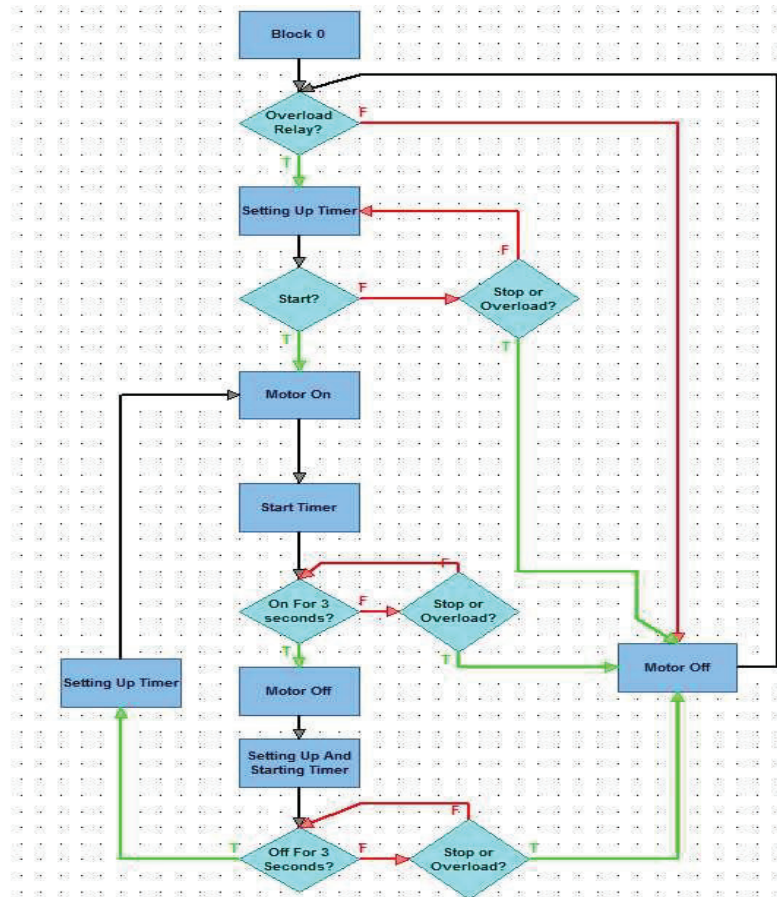 Block 0
Overload
Relay?
F
T
Setting Up Timer
F
Start?
F
Stop or
Overload?
T
T
Motor On
Start Timer
F
On For 3
seconds?
F
Stop or
Overload?
T
T
Setting Up Timer
Motor Off
Motor Off
Setting Up And
Starting Timer
F
T
Off For 3
Seconds?
F
Stop or
Overload?
T